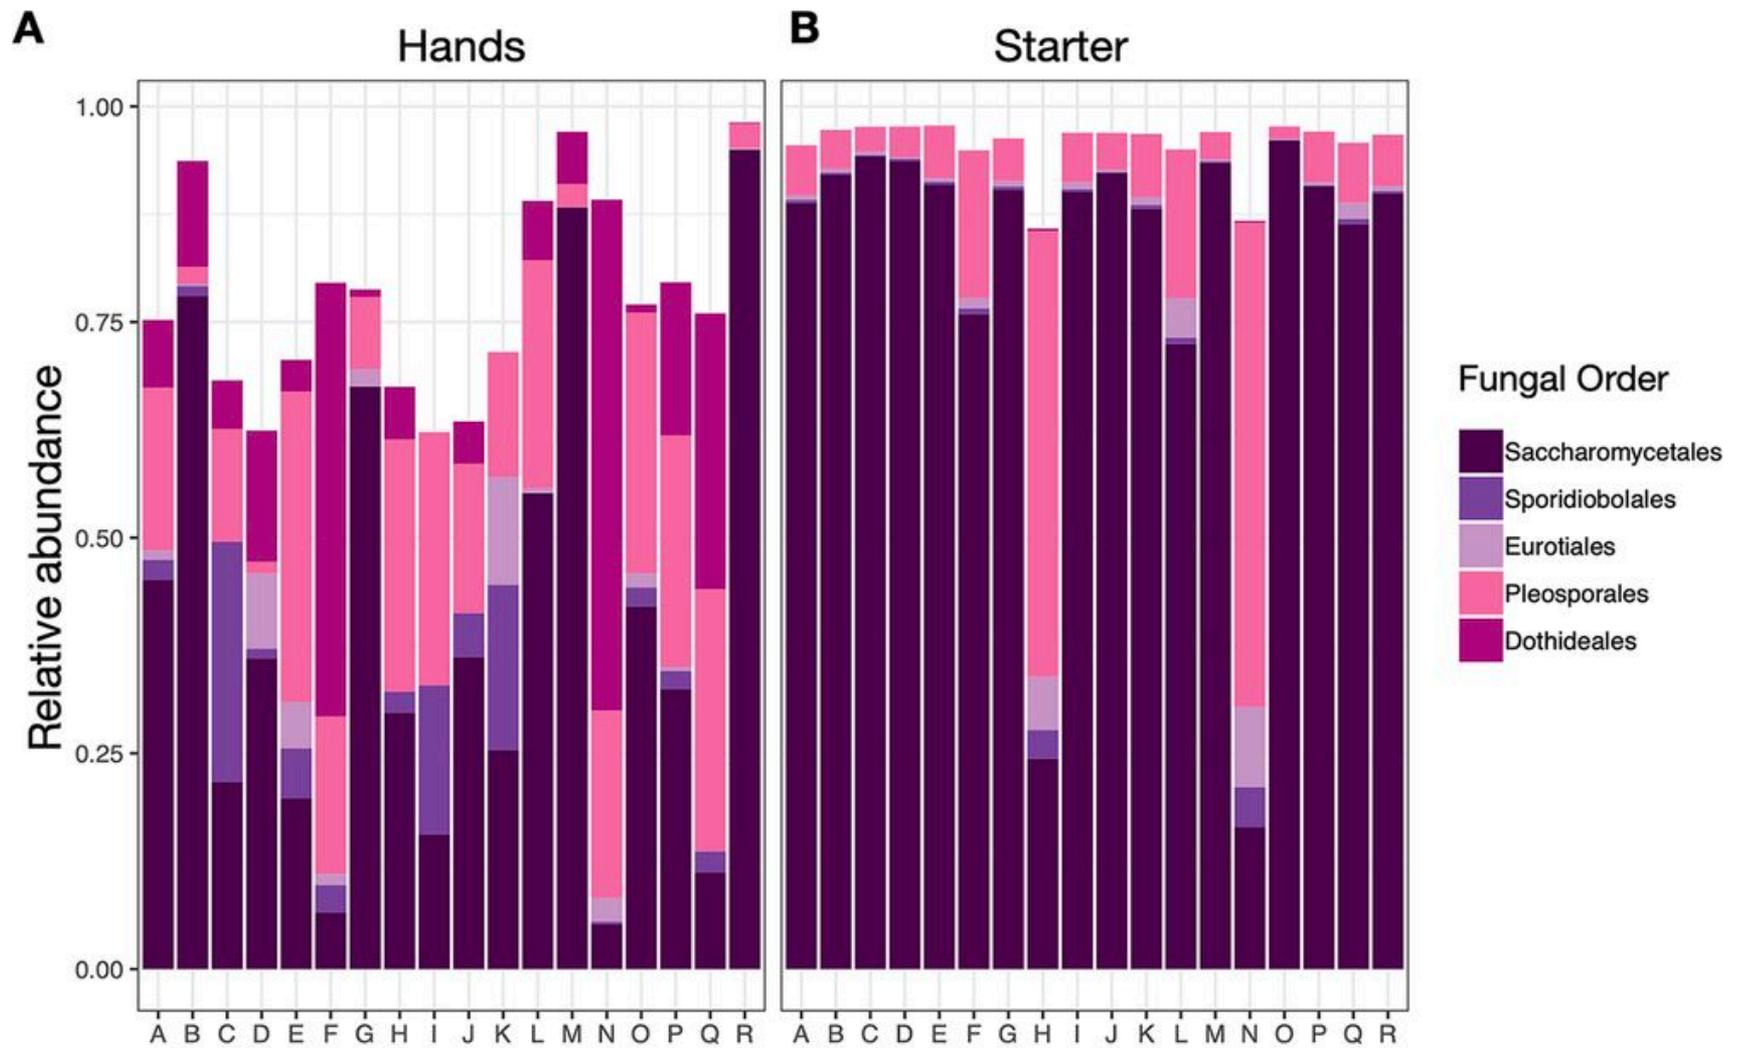 A
Hands
B
Starter
Relative abundance
1.00
0.75
0.50
0.25
0.00
A B C D E F G H I J K L M N O P Q R
A B C D E F G H I J K L M N O P Q R
Fungal Order
Saccharomycetales
Sporidiobolales
Eurotiales
Pleosporales
Dothideales